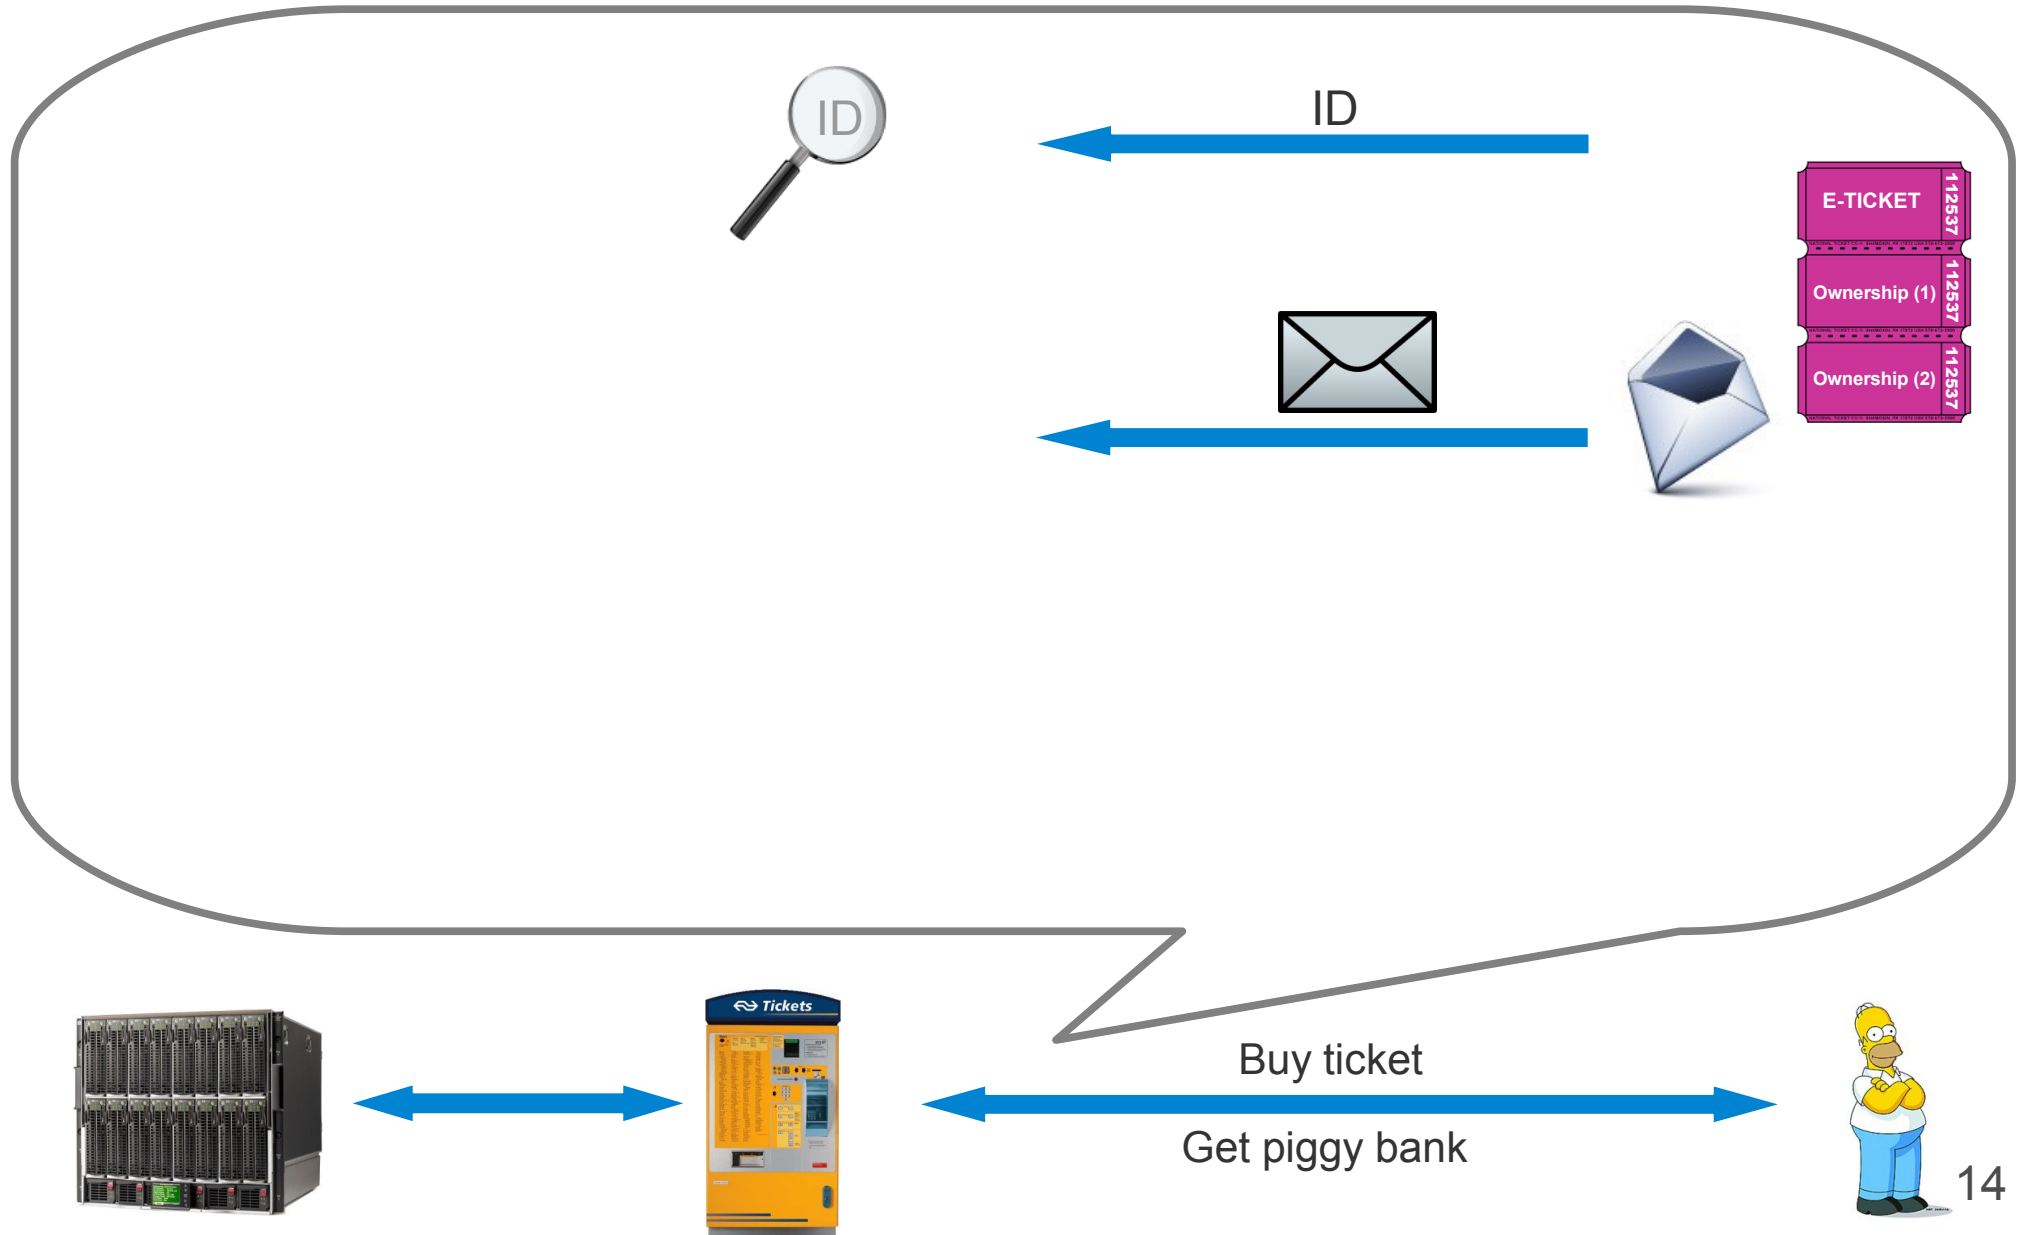 ID
ID
E-TICKET
112537
Ownership (1)
112537
Ownership (2)
112537
Tickets
Buy ticket
Get piggy bank
14